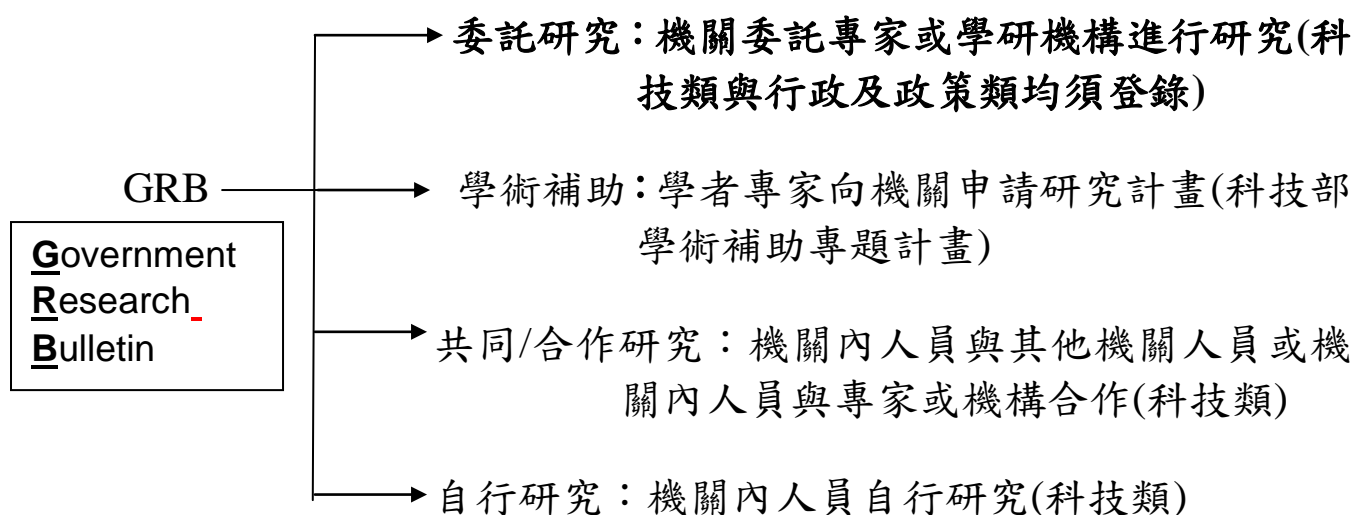 委託研究：機關委託專家或學研機構進行研究(科
技類與行政及政策類均須登錄)
GRB
學術補助：學者專家向機關申請研究計畫(科技部
學術補助專題計畫)
Government
Research
Bulletin
共同/合作研究：機關內人員與其他機關人員或機
關內人員與專家或機構合作(科技類)
自行研究：機關內人員自行研究(科技類)